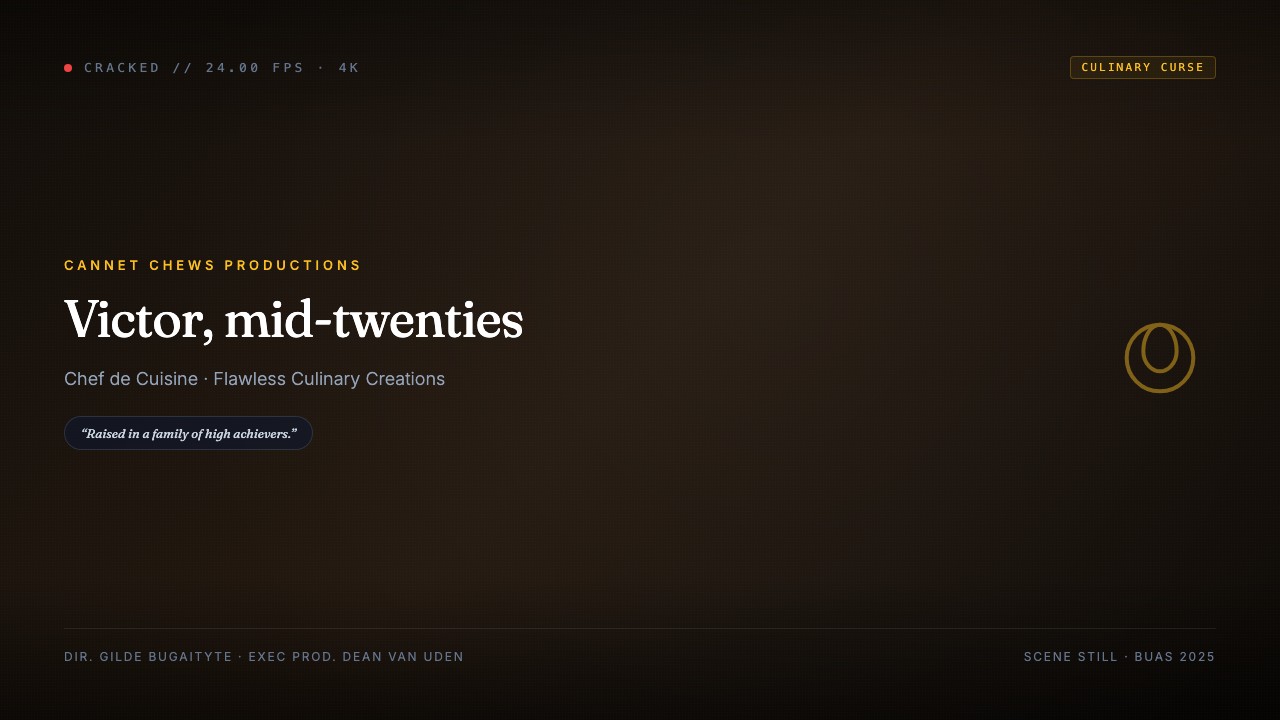 CRACKED // 24.00 FPS · 4K
CULINARY CURSE
CANNET CHEWS PRODUCTIONS
Victor, mid-twenties
Chef de Cuisine · Flawless Culinary Creations
“Raised in a family of high achievers.”
DIR. GILDE BUGAITYTE · EXEC PROD. DEAN VAN UDEN
SCENE STILL · BUAS 2025